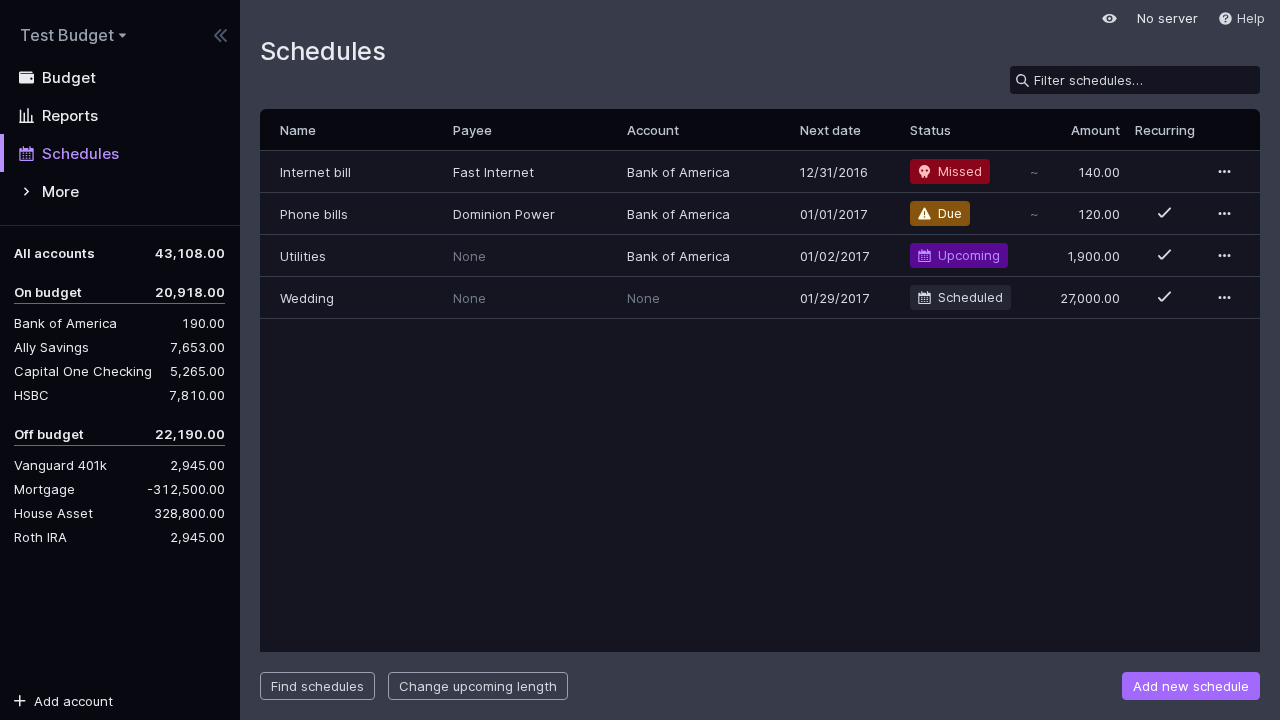 Test Budget
Budget
Reports
Schedules
More
All accounts 43,108.00
On budget 20,918.00
Bank of America 190.00
Ally Savings 7,653.00
Capital One Checking 5,265.00
HSBC 7,810.00
Off budget 22,190.00
Vanguard 401k 2,945.00
Mortgage -312,500.00
House Asset 328,800.00
Roth IRA 2,945.00
Add account
No server Help
Schedules
Filter schedules…
Name Payee Account Next date Status Amount Recurring
Internet bill Fast Internet Bank of America 12/31/2016 Missed ~ 140.00
Phone bills Dominion Power Bank of America 01/01/2017 Due ~ 120.00
Utilities None Bank of America 01/02/2017 Upcoming 1,900.00
Wedding None None 01/29/2017 Scheduled 27,000.00
Find schedules Change upcoming length Add new schedule